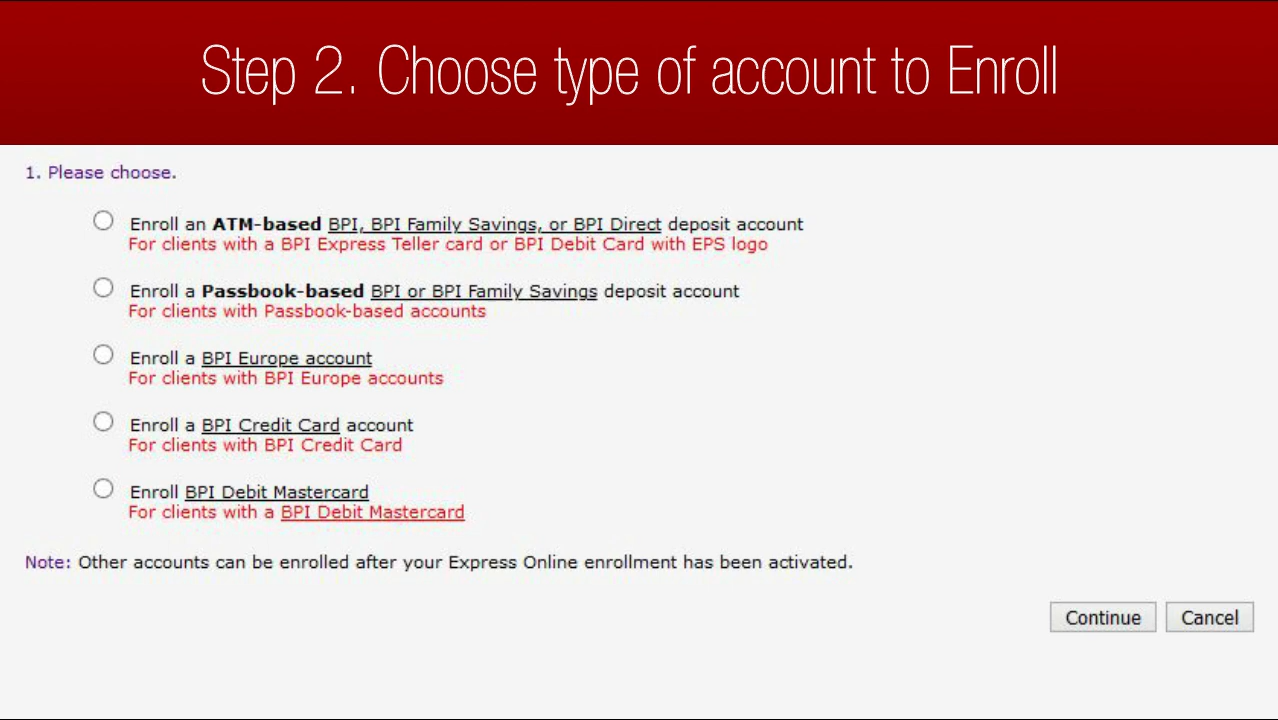 Step 2. Choose type of account to Enroll
1. Please choose.
Enroll an ATM-based BPI, BPI Family Savings, or BPI Direct deposit account
For clients with a BPI Express Teller card or BPI Debit Card with EPS logo
Enroll a Passbook-based BPI or BPI Family Savings deposit account
For clients with Passbook-based accounts
Enroll a BPI Europe account
For clients with BPI Europe accounts
Enroll a BPI Credit Card account
For clients with BPI Credit Card
Enroll BPI Debit Mastercard
For clients with a BPI Debit Mastercard
Note: Other accounts can be enrolled after your Express Online enrollment has been activated.
Continue Cancel